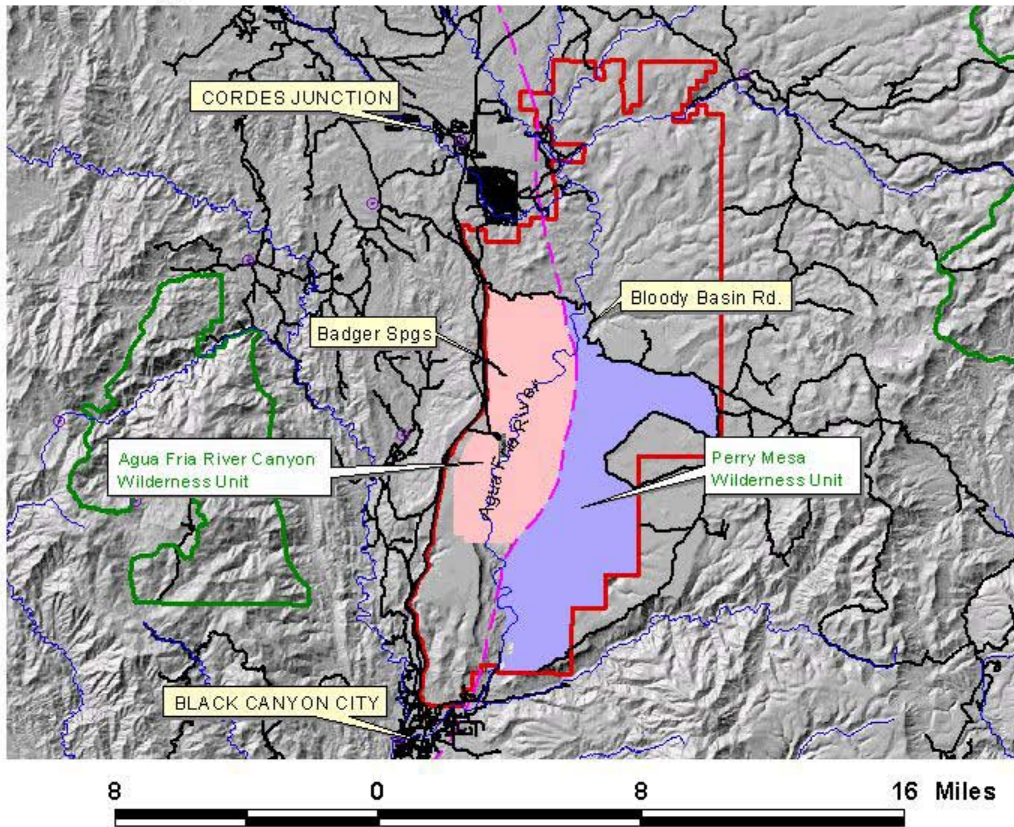 CORDES JUNCTION
Bloody Basin Rd.
Badger Spgs
Agua Fria River
Agua Fria River Canyon
Wilderness Unit
Perry Mesa
Wilderness Unit
BLACK CANYON CITY
8 0 8 16 Miles